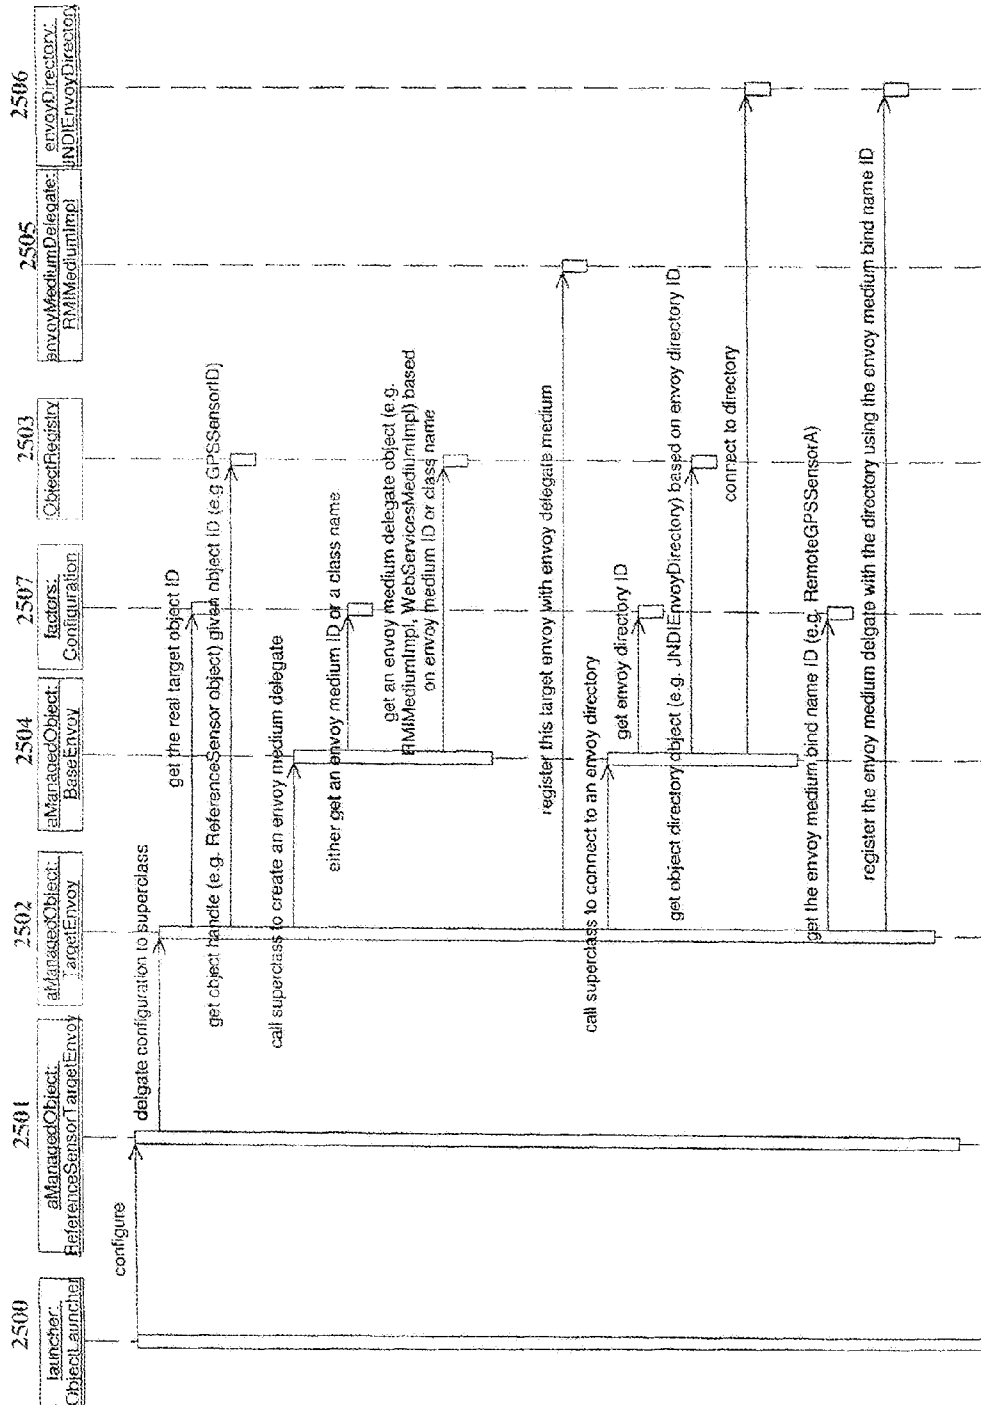 2500
launcher:
ObjectLauncher
2501
aManagedObject:
ReferenceSensorTargetEnvoy
2502
aManagedObject:
TargetEnvoy
2504
aManagedObject:
BaseEnvoy
2507
factors:
Configuration
2503
ObjectRegistry
2505
envoyMediumDelegate:
RMIMediumImpl
2506
envoyDirectory:
JNDIEnvoyDirectory
configure
delgate configuration to superclass
get the real target object ID
get object handle (e.g. ReferenceSensor object) given object ID (e.g GPSSensorID)
call superclass to create an envoy medium delegate
either get an envoy medium ID or a class name
get an envoy medium delegate object (e.g.
RMIMediumImpl, WebServicesMediumImpl) based
on envoy medium ID or class name
register this target envoy with envoy delegate medium
call superclass to connect to an envoy directory
get envoy directory ID
get object directory object (e.g. JNDIEnvoyDirectory) based on envoy directory ID
connect to directory
get the envoy medium bind name ID (e.g. RemoteGPSSensorA)
register the envoy medium delgate with the directory using the envoy medium bind name ID